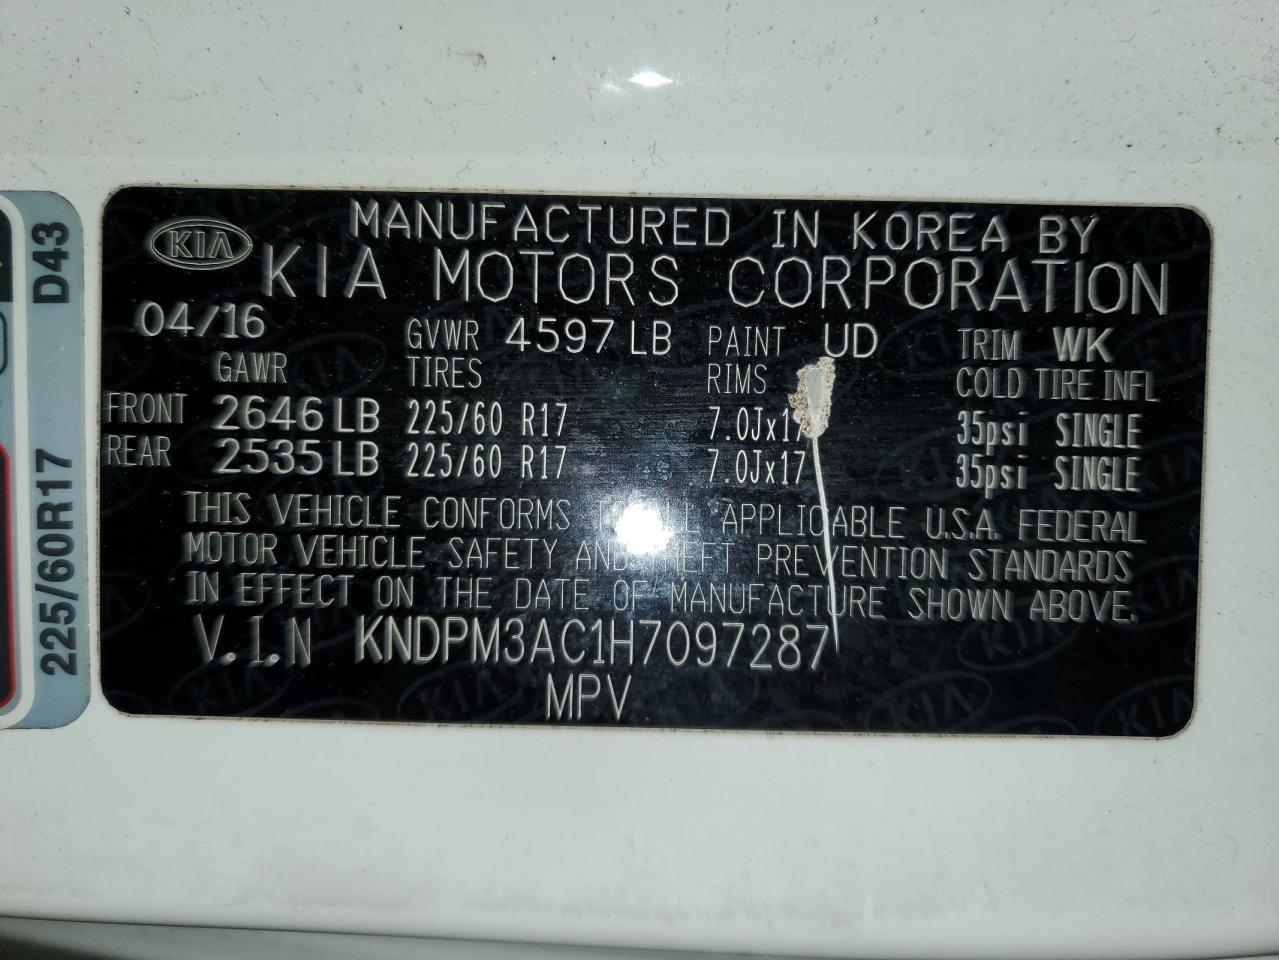 MANUFACTURED IN KOREA BY
KIA
KIA MOTORS CORPORATION
04/16 GVWR 4597 LB PAINT UD TRIM WK
GAWR TIRES RIMS COLD TIRE INFL
FRONT 2646 LB 225/60 R17 7.0Jx17 35psi SINGLE
REAR 2535 LB 225/60 R17 7.0Jx17 35psi SINGLE
THIS VEHICLE CONFORMS APPLICABLE U.S.A. FEDERAL
MOTOR VEHICLE SAFETY AND THEFT PREVENTION STANDARDS
IN EFFECT ON THE DATE OF MANUFACTURE SHOWN ABOVE.
V.I.N KNDPM3AC1H7097287
MPV
225/60R17 D43